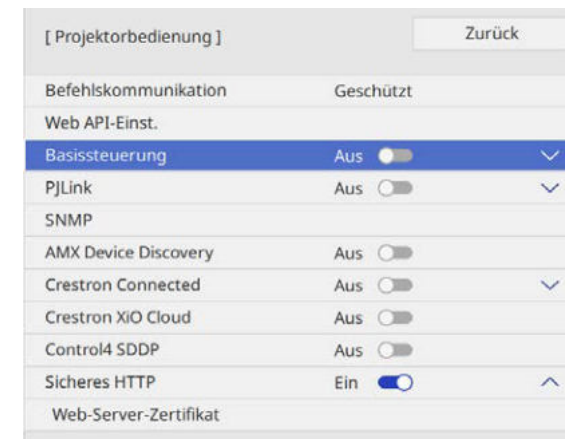 [ Projektorbedienung ] Zurück
Befehlskommunikation Geschützt
Web API-Einst.
Basissteuerung Aus
PJLink Aus
SNMP
AMX Device Discovery Aus
Crestron Connected Aus
Crestron XiO Cloud Aus
Control4 SDDP Aus
Sicheres HTTP Ein
Web-Server-Zertifikat